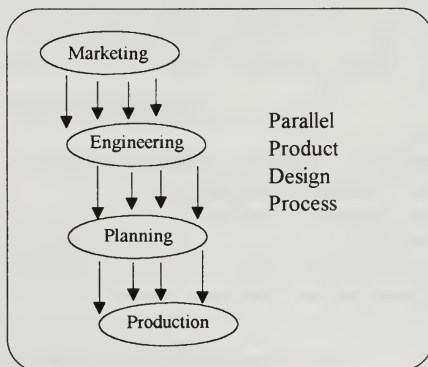 Marketing
Engineering
Parallel
Product
Design
Process
Planning
Production